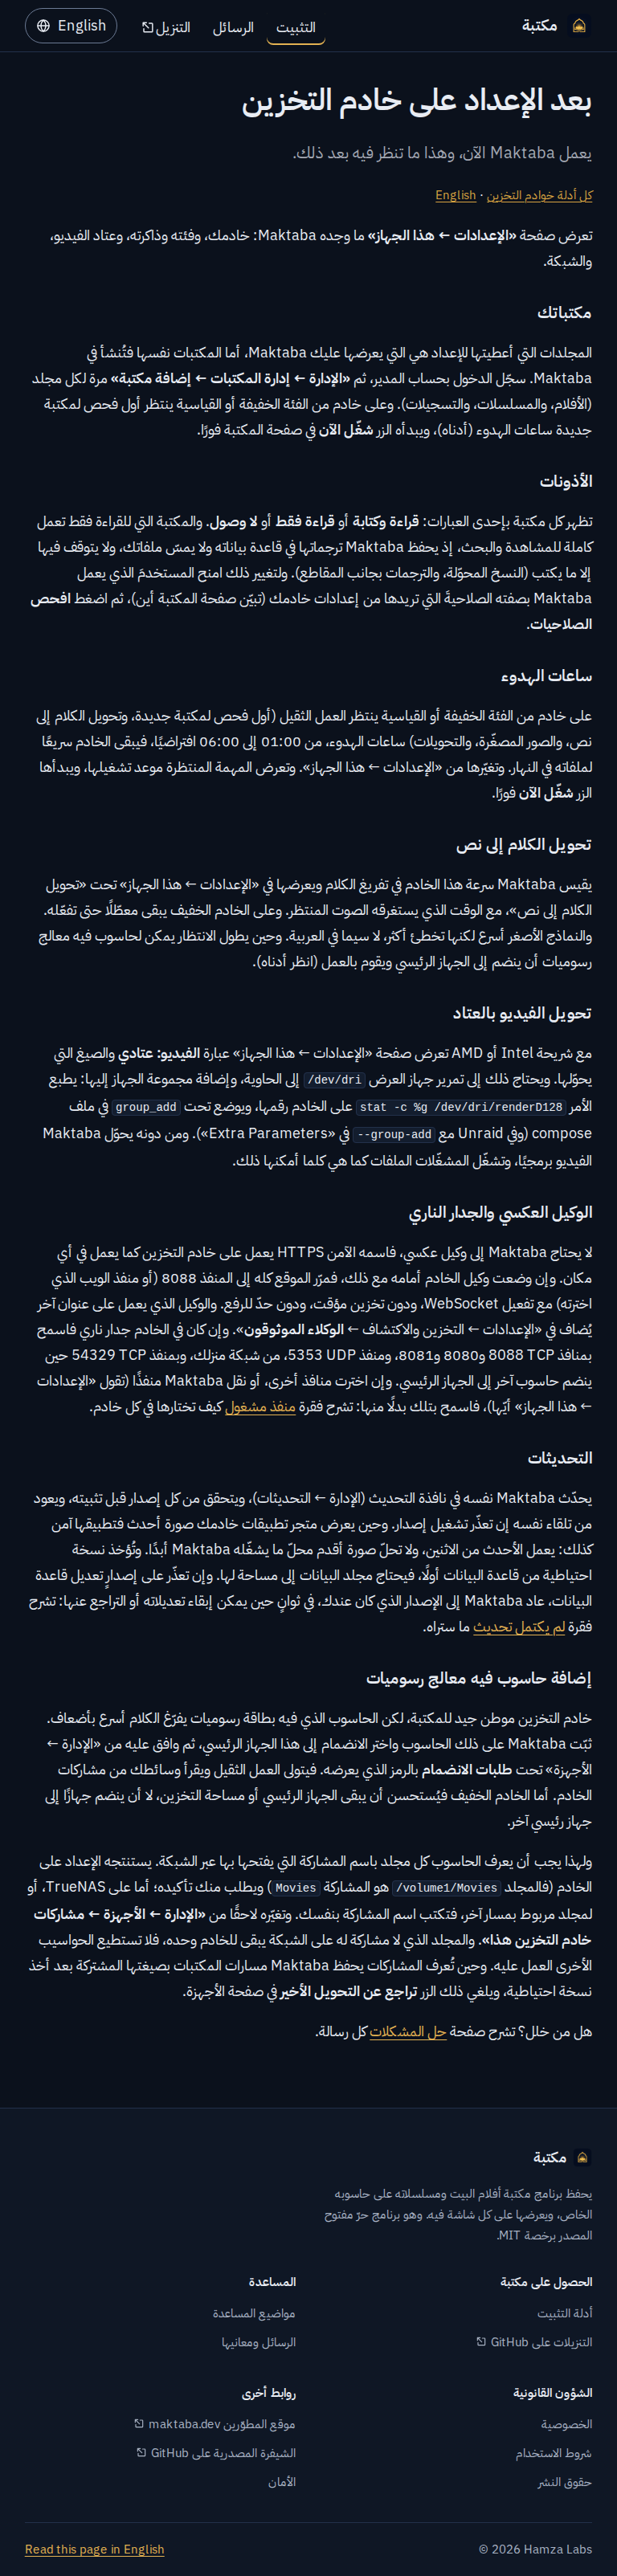 مكتبة
التثبيت
الرسائل
التنزيل
English
بعد الإعداد على خادم التخزين
يعمل Maktaba الآن، وهذا ما تنظر فيه بعد ذلك.
كل أدلة خوادم التخزين · English
تعرض صفحة «الإعدادات ← هذا الجهاز» ما وجده Maktaba: خادمك، وفئته وذاكرته، وعتاد الفيديو،
والشبكة.
مكتباتك
المجلدات التي أعطيتها للإعداد هي التي يعرضها عليك Maktaba، أما المكتبات نفسها فتُنشأ في
Maktaba. سجّل الدخول بحساب المدير، ثم «الإدارة ← إدارة المكتبات ← إضافة مكتبة» مرة لكل مجلد
(الأفلام، والمسلسلات، والتسجيلات). وعلى خادم من الفئة الخفيفة أو القياسية ينتظر أول فحص لمكتبة
جديدة ساعات الهدوء (أدناه)، ويبدأه الزر شغّل الآن في صفحة المكتبة فورًا.
الأذونات
تظهر كل مكتبة بإحدى العبارات: قراءة وكتابة أو قراءة فقط أو لا وصول. والمكتبة التي للقراءة فقط تعمل
كاملة للمشاهدة والبحث، إذ يحفظ Maktaba ترجماتها في قاعدة بياناته ولا يمسّ ملفاتك، ولا يتوقف فيها
إلا ما يكتب (النسخ المحوّلة، والترجمات بجانب المقاطع). ولتغيير ذلك امنح المستخدمَ الذي يعمل
Maktaba بصفته الصلاحيةَ التي تريدها من إعدادات خادمك (تبيّن صفحة المكتبة أين)، ثم اضغط افحص
الصلاحيات.
ساعات الهدوء
على خادم من الفئة الخفيفة أو القياسية ينتظر العمل الثقيل (أول فحص لمكتبة جديدة، وتحويل الكلام إلى
نص، والصور المصغّرة، والتحويلات) ساعات الهدوء، من 01:00 إلى 06:00 افتراضيًا، فيبقى الخادم سريعًا
لملفاته في النهار. وتغيّرها من «الإعدادات ← هذا الجهاز». وتعرض المهمة المنتظرة موعد تشغيلها، ويبدأها
الزر شغّل الآن فورًا.
تحويل الكلام إلى نص
يقيس Maktaba سرعة هذا الخادم في تفريغ الكلام ويعرضها في «الإعدادات ← هذا الجهاز» تحت «تحويل
الكلام إلى نص»، مع الوقت الذي يستغرقه الصوت المنتظر. وعلى الخادم الخفيف يبقى معطّلًا حتى تفعّله.
والنماذج الأصغر أسرع لكنها تخطئ أكثر، لا سيما في العربية. وحين يطول الانتظار يمكن لحاسوب فيه معالج
رسوميات أن ينضم إلى الجهاز الرئيسي ويقوم بالعمل (انظر أدناه).
تحويل الفيديو بالعتاد
مع شريحة Intel أو AMD تعرض صفحة «الإعدادات ← هذا الجهاز» عبارة الفيديو: عتادي والصيغ التي
يحوّلها. ويحتاج ذلك إلى تمرير جهاز العرض /dev/dri إلى الحاوية، وإضافة مجموعة الجهاز إليها: يطبع
الأمر stat -c %g /dev/dri/renderD128 على الخادم رقمها، ويوضع تحت group_add في ملف
compose (وفي Unraid مع --group-add في «Extra Parameters»). ومن دونه يحوّل Maktaba
الفيديو برمجيًا، وتشغّل المشغّلات الملفات كما هي كلما أمكنها ذلك.
الوكيل العكسي والجدار الناري
لا يحتاج Maktaba إلى وكيل عكسي، فاسمه الآمن HTTPS يعمل على خادم التخزين كما يعمل في أي
مكان. وإن وضعت وكيل الخادم أمامه مع ذلك، فمرّر الموقع كله إلى المنفذ 8088 (أو منفذ الويب الذي
اخترته) مع تفعيل WebSocket، ودون تخزين مؤقت، ودون حدّ للرفع. والوكيل الذي يعمل على عنوان آخر
يُضاف في «الإعدادات ← التخزين والاكتشاف ← الوكلاء الموثوقون». وإن كان في الخادم جدار ناري فاسمح
بمنافذ TCP 8088 و8080 و8081، ومنفذ UDP 5353، من شبكة منزلك، وبمنفذ TCP 54329 حين
ينضم حاسوب آخر إلى الجهاز الرئيسي. وإن اخترت منافذ أخرى، أو نقل Maktaba منفذًا (تقول «الإعدادات
← هذا الجهاز» أيّها)، فاسمح بتلك بدلًا منها: تشرح فقرة منفذ مشغول كيف تختارها في كل خادم.
التحديثات
يحدّث Maktaba نفسه في نافذة التحديث (الإدارة ← التحديثات)، ويتحقق من كل إصدار قبل تثبيته، ويعود
من تلقاء نفسه إن تعذّر تشغيل إصدار. وحين يعرض متجر تطبيقات خادمك صورة أحدث فتطبيقها آمن
كذلك: يعمل الأحدث من الاثنين، ولا تحلّ صورة أقدم محلّ ما يشغّله Maktaba أبدًا. وتُؤخذ نسخة
احتياطية من قاعدة البيانات أولًا، فيحتاج مجلد البيانات إلى مساحة لها. وإن تعذّر على إصدارٍ تعديل قاعدة
البيانات، عاد Maktaba إلى الإصدار الذي كان عندك، في ثوانٍ حين يمكن إبقاء تعديلاته أو التراجع عنها: تشرح
فقرة لم يكتمل تحديث ما ستراه.
إضافة حاسوب فيه معالج رسوميات
خادم التخزين موطن جيد للمكتبة، لكن الحاسوب الذي فيه بطاقة رسوميات يفرّغ الكلام أسرع بأضعاف.
ثبّت Maktaba على ذلك الحاسوب واختر الانضمام إلى هذا الجهاز الرئيسي، ثم وافق عليه من «الإدارة ←
الأجهزة» تحت طلبات الانضمام بالرمز الذي يعرضه. فيتولى العمل الثقيل ويقرأ وسائطك من مشاركات
الخادم. أما الخادم الخفيف فيُستحسن أن يبقى الجهاز الرئيسي أو مساحة التخزين، لا أن ينضم جهازًا إلى
جهاز رئيسي آخر.
ولهذا يجب أن يعرف الحاسوب كل مجلد باسم المشاركة التي يفتحها بها عبر الشبكة. يستنتجه الإعداد على
الخادم (فالمجلد /volume1/Movies هو المشاركة Movies) ويطلب منك تأكيده؛ أما على TrueNAS، أو
لمجلد مربوط بمسار آخر، فتكتب اسم المشاركة بنفسك. وتغيّره لاحقًا من «الإدارة ← الأجهزة ← مشاركات
خادم التخزين هذا». والمجلد الذي لا مشاركة له على الشبكة يبقى للخادم وحده، فلا تستطيع الحواسيب
الأخرى العمل عليه. وحين تُعرف المشاركات يحفظ Maktaba مسارات المكتبات بصيغتها المشتركة بعد أخذ
نسخة احتياطية، ويلغي ذلك الزر تراجع عن التحويل الأخير في صفحة الأجهزة.
هل من خلل؟ تشرح صفحة حل المشكلات كل رسالة.
مكتبة
يحفظ برنامج مكتبة أفلام البيت ومسلسلاته على حاسوبه
الخاص، ويعرضها على كل شاشة فيه. وهو برنامج حرّ مفتوح
المصدر برخصة MIT.
الحصول على مكتبة
أدلة التثبيت
التنزيلات على GitHub
المساعدة
مواضيع المساعدة
الرسائل ومعانيها
الشؤون القانونية
الخصوصية
شروط الاستخدام
حقوق النشر
روابط أخرى
موقع المطوّرين maktaba.dev
الشيفرة المصدرية على GitHub
الأمان
© 2026 Hamza Labs
Read this page in English